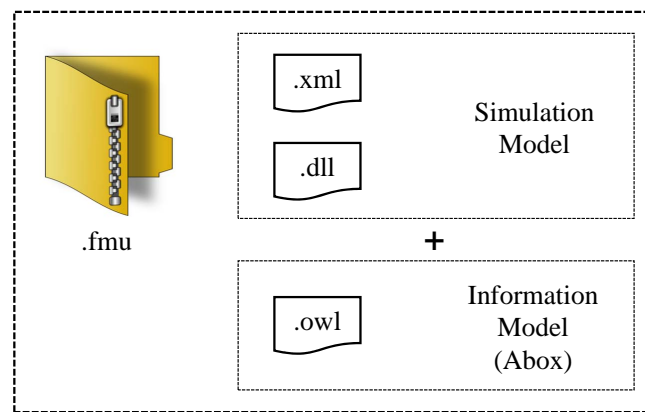 .xml
Simulation
Model
.dll
.fmu
+
.owl
Information
Model
(Abox)